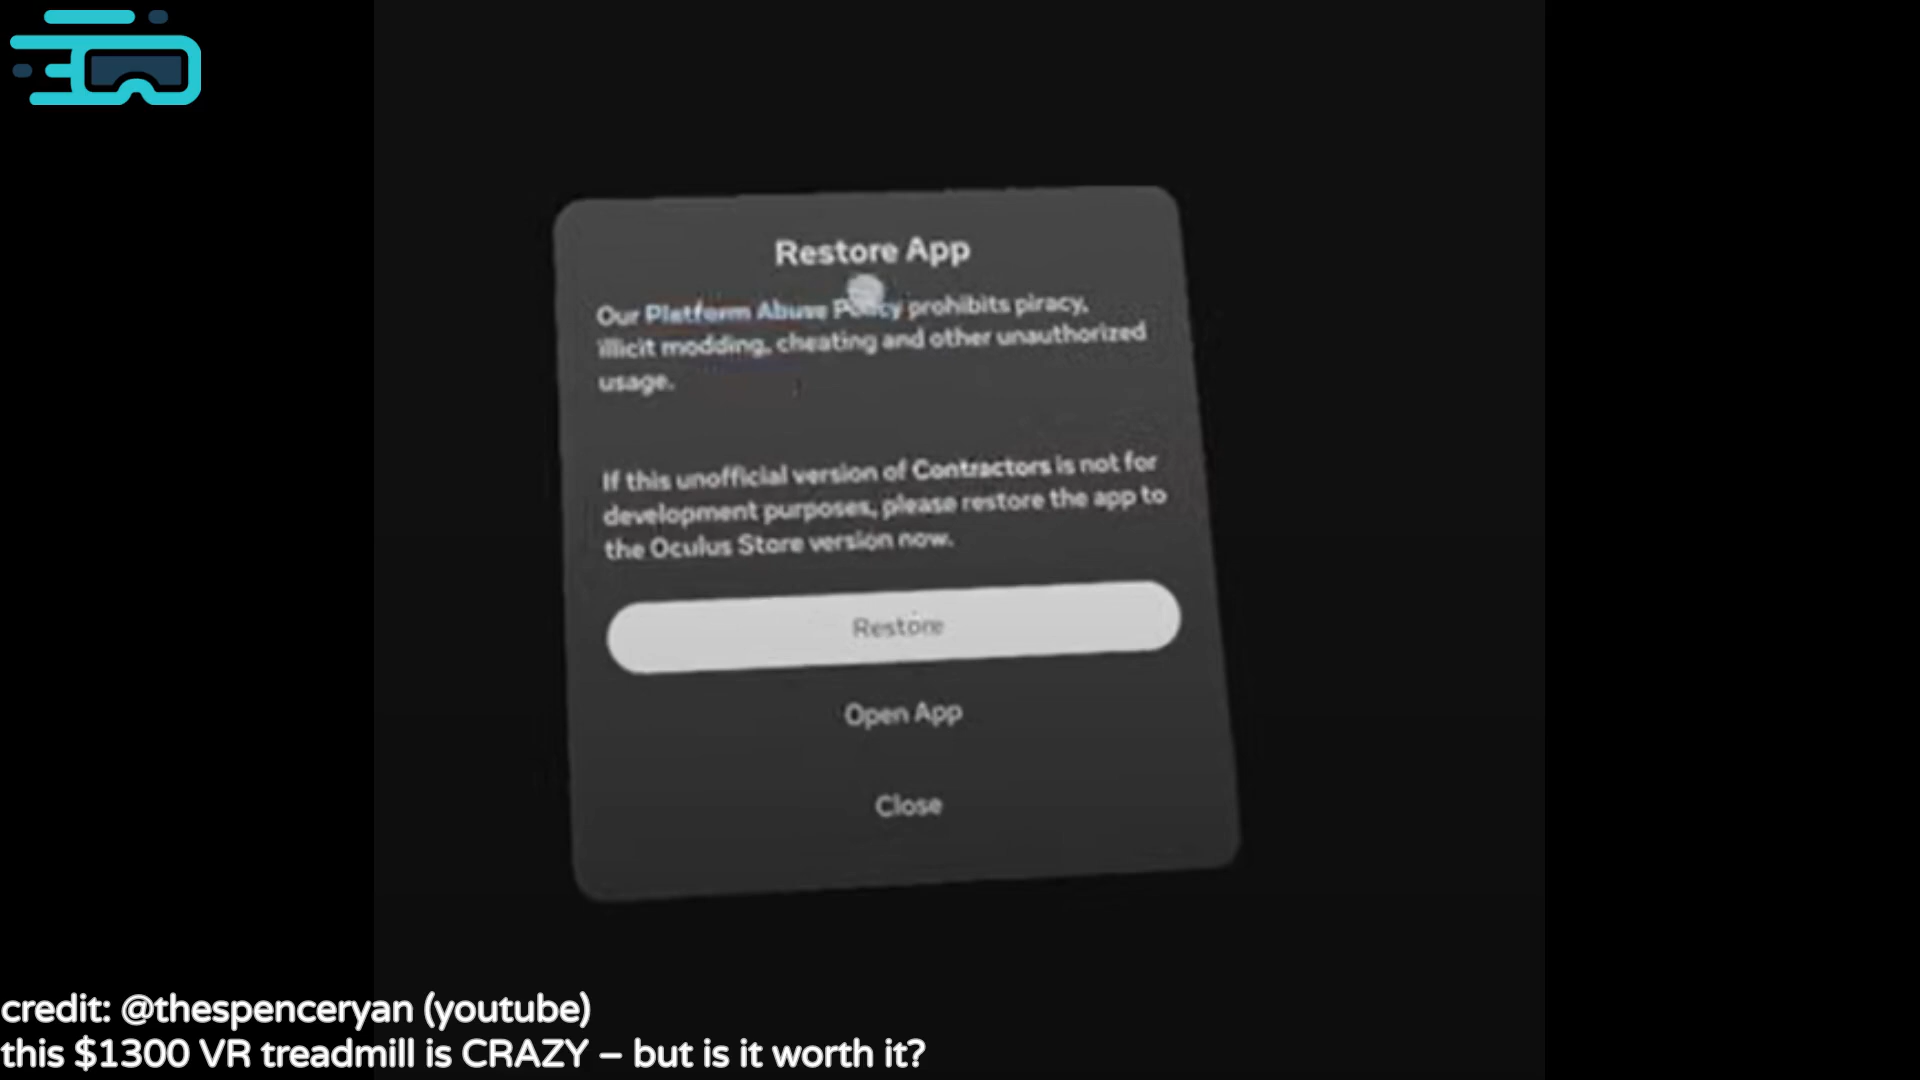 Restore App
Our Platform Abuse Policy prohibits piracy,
illicit modding, cheating and other unauthorized
usage.
If this unofficial version of Contractors is not for
development purposes, please restore the app to
the Oculus Store version now.
Restore
Open App
Close
credit: @thespenceryan (youtube)
this $1300 VR treadmill is CRAZY – but is it worth it?